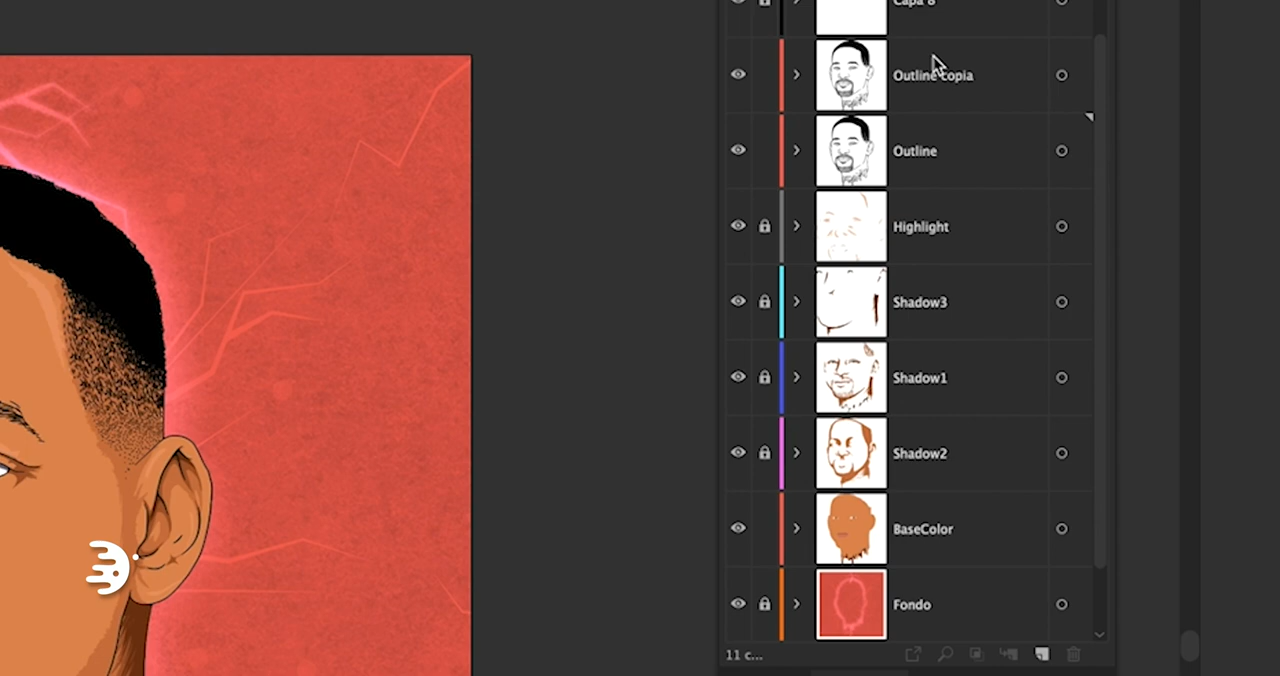 Capa 8
Outline copia
Outline
Highlight
Shadow3
Shadow1
Shadow2
BaseColor
Fondo
11 c...